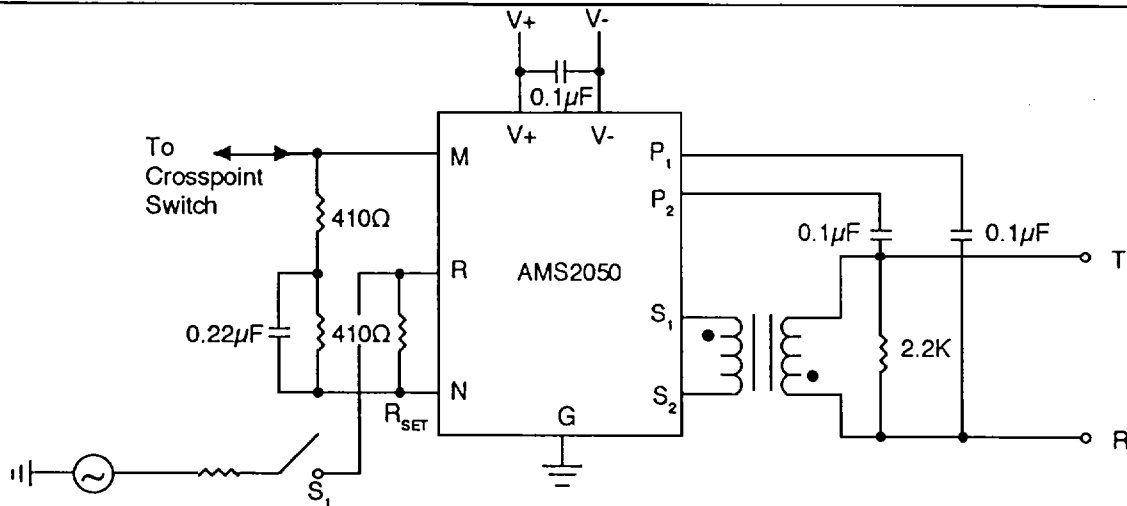 V+ V-
0.1µF
V+ V-
To
Crosspoint
Switch
M
P₁
P₂
410Ω
0.1µF
0.1µF
T
R
AMS2050
0.22µF
410Ω
S₁
2.2K
N
S₂
R_SET
G
R
S₁